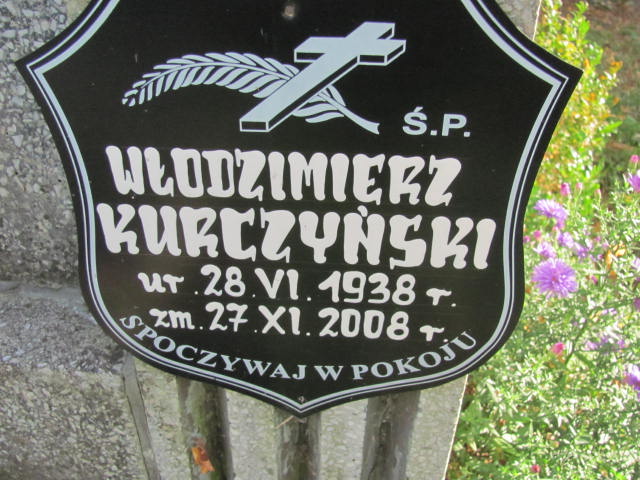 Ś.P.
WŁODZIMIERZ
KURCZYŃSKI
ur. 28. VI. 1938 r.
zm. 27. XI. 2008 r
SPOCZYWAJ W POKOJU